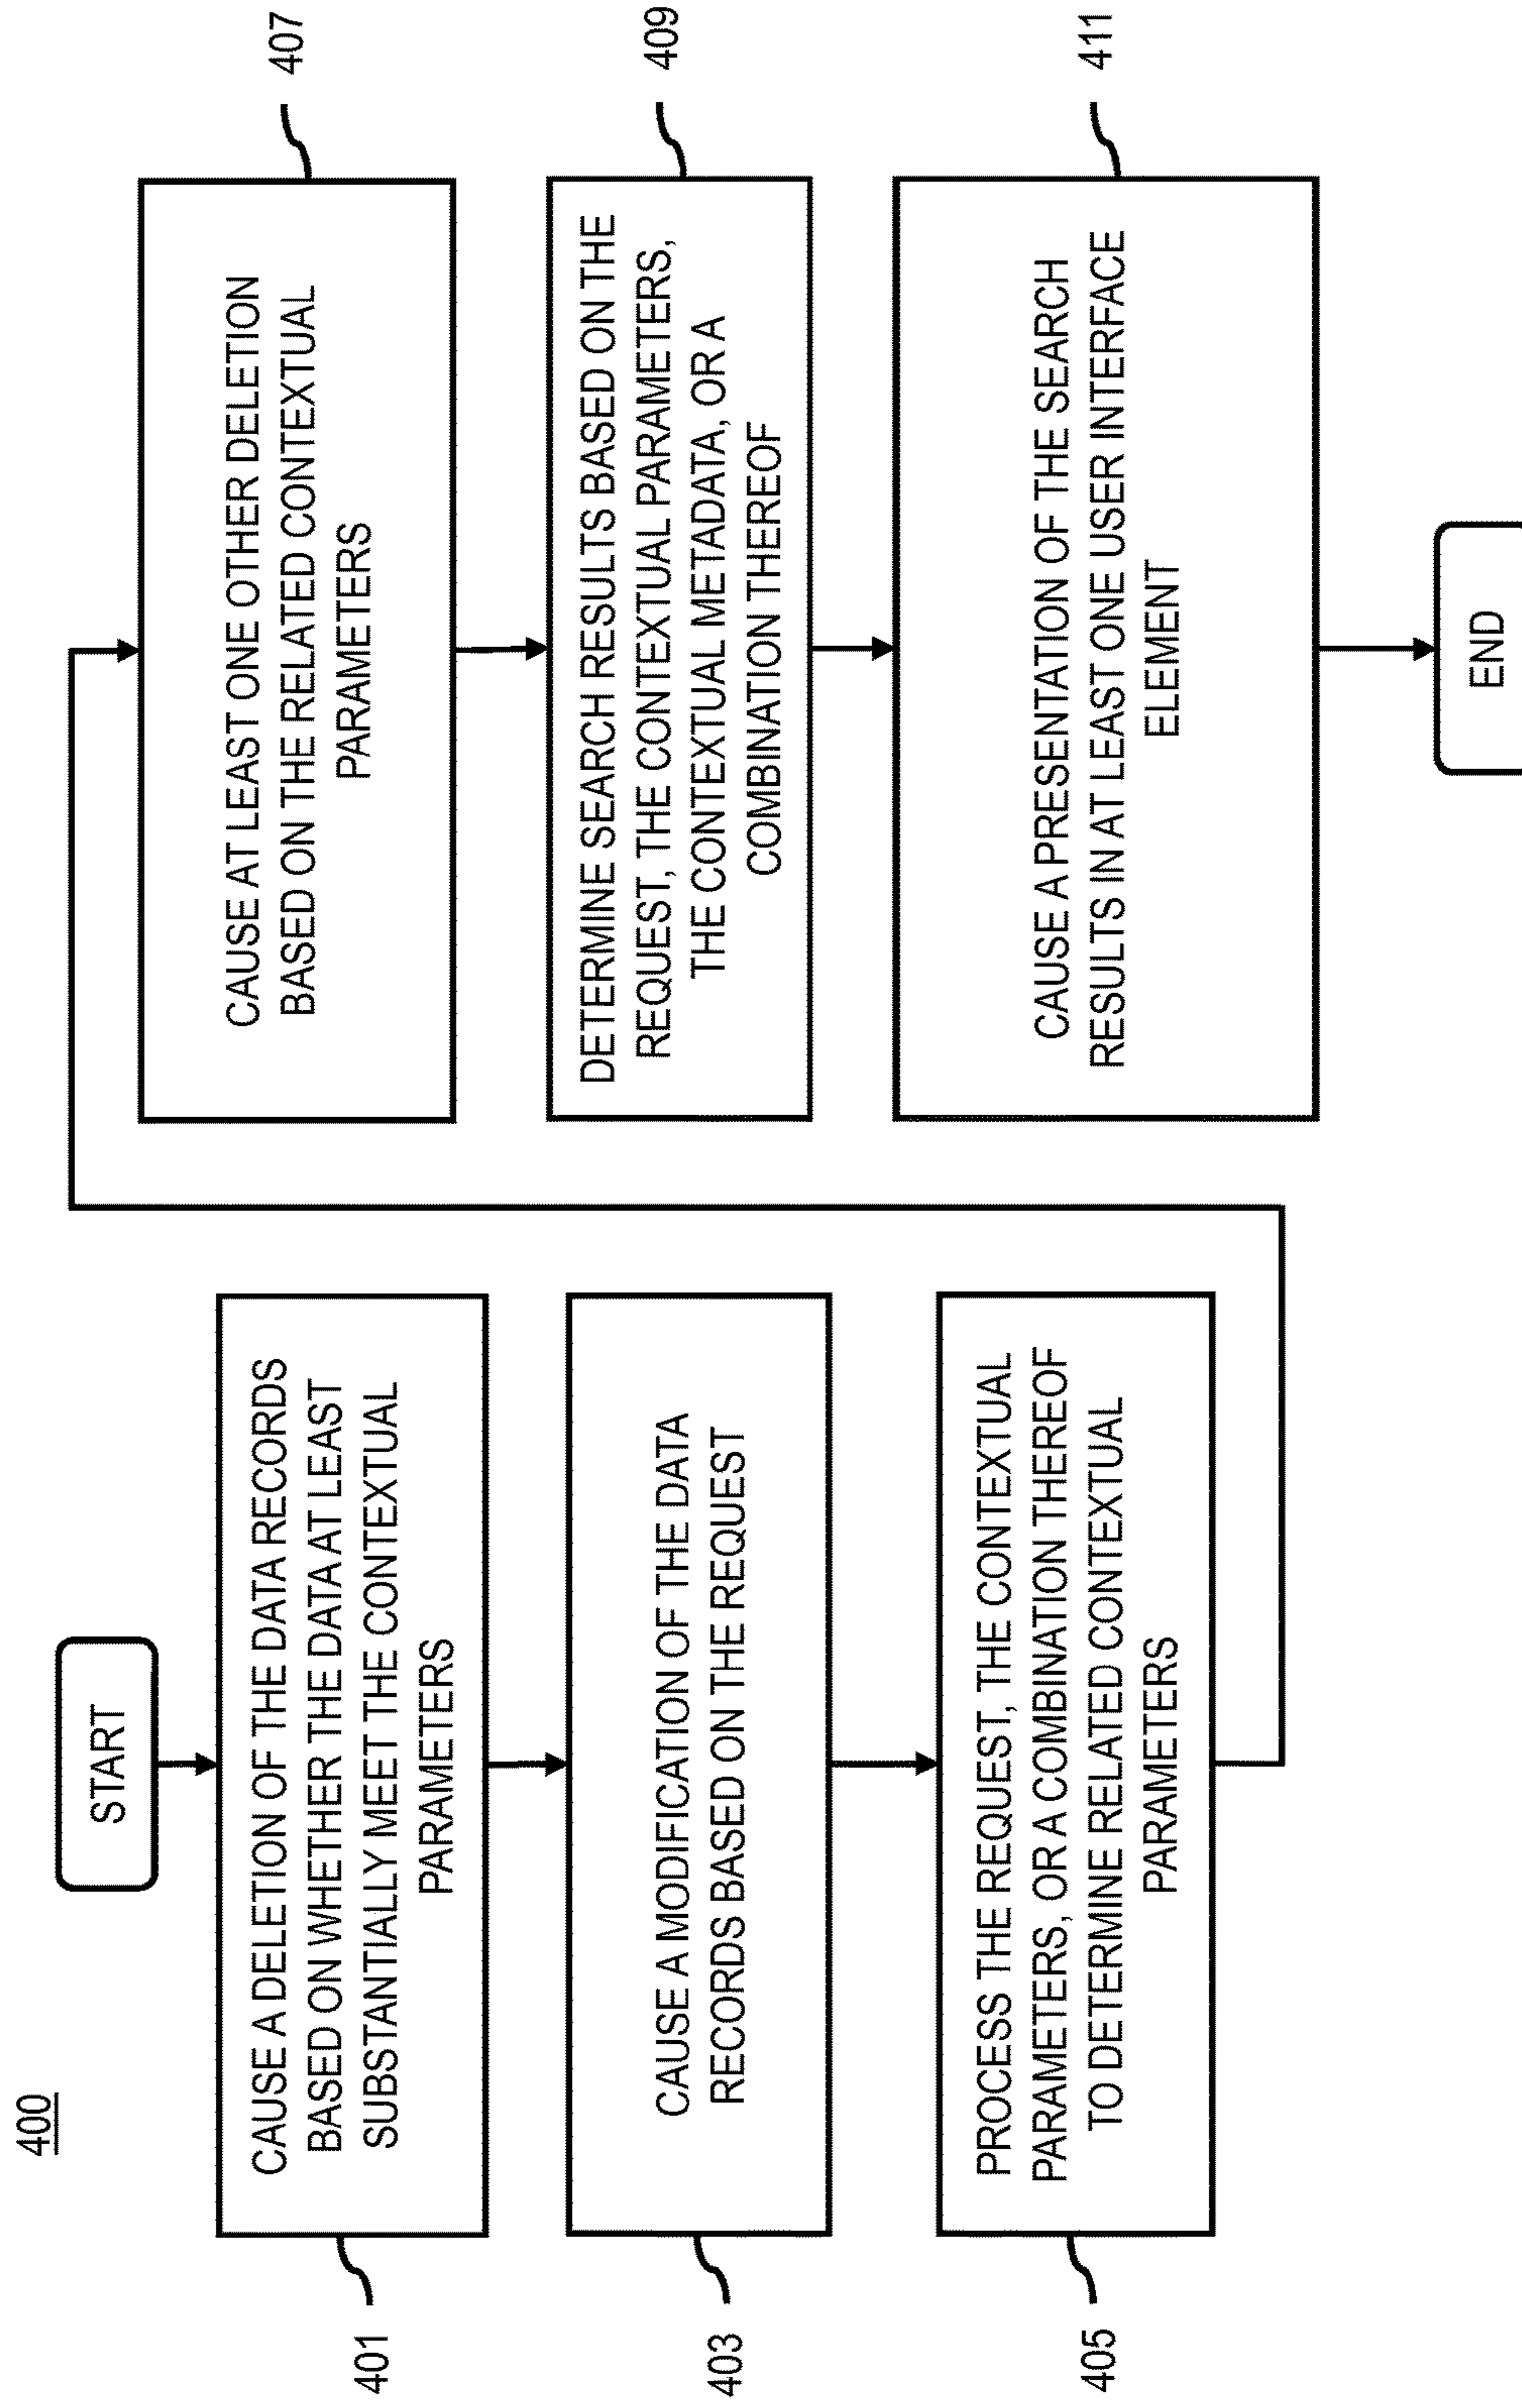 400
START
CAUSE A DELETION OF THE DATA RECORDS
BASED ON WHETHER THE DATA AT LEAST
SUBSTANTIALLY MEET THE CONTEXTUAL
PARAMETERS
401
CAUSE A MODIFICATION OF THE DATA
RECORDS BASED ON THE REQUEST
403
PROCESS THE REQUEST, THE CONTEXTUAL
PARAMETERS, OR A COMBINATION THEREOF
TO DETERMINE RELATED CONTEXTUAL
PARAMETERS
405
CAUSE AT LEAST ONE OTHER DELETION
BASED ON THE RELATED CONTEXTUAL
PARAMETERS
407
DETERMINE SEARCH RESULTS BASED ON THE
REQUEST, THE CONTEXTUAL PARAMETERS,
THE CONTEXTUAL METADATA, OR A
COMBINATION THEREOF
409
CAUSE A PRESENTATION OF THE SEARCH
RESULTS IN AT LEAST ONE USER INTERFACE
ELEMENT
411
END